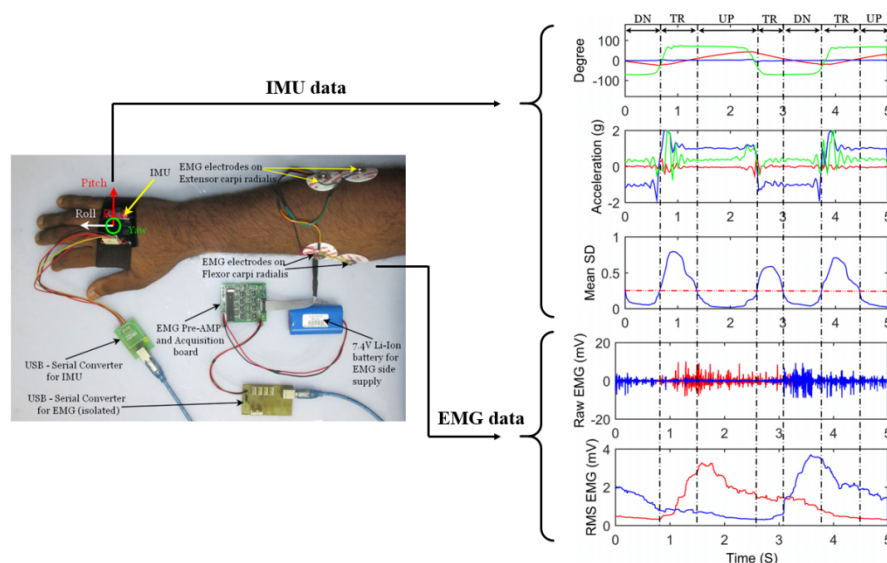 DN TR UP TR DN TR UP
Degree
100
0
-100
0 1 2 3 4 5
IMU data
Acceleration (g)
2
0
-2
0 1 2 3 4 5
Mean SD
1
0.5
0
0 1 2 3 4 5
Raw EMG (mV)
20
0
-20
0 1 2 3 4 5
EMG data
RMS EMG (mV)
4
2
0
0 1 2 3 4 5
Time (S)
Pitch
IMU
Roll
Yaw
EMG electrodes on
Extensor carpi radialis
EMG electrodes on
Flexor carpi radialis
EMG Pre-AMP
and Acquisition
board
7.4V Li-Ion
battery for
EMG side
supply
USB - Serial Converter
for IMU
USB - Serial Converter
for EMG (isolated)